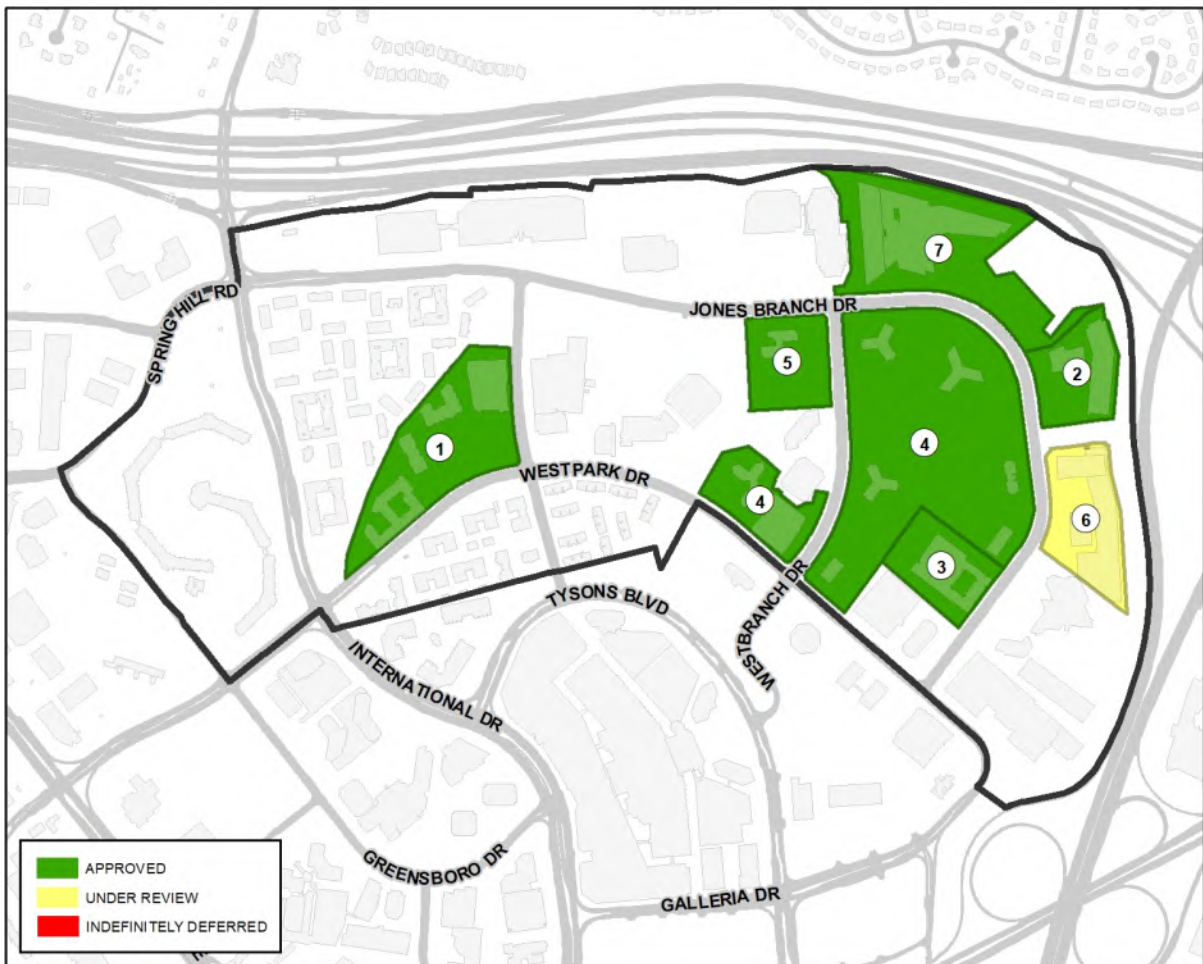 7
JONES BRANCH DR
SPRING HILL RD
5
2
1
4
WESTPARK DR
4
6
3
TYSONS BLVD
WESTBRANCH DR
INTERNATIONAL DR
GREENSBORO DR
GALLERIA DR
APPROVED
UNDER REVIEW
INDEFINITELY DEFERRED